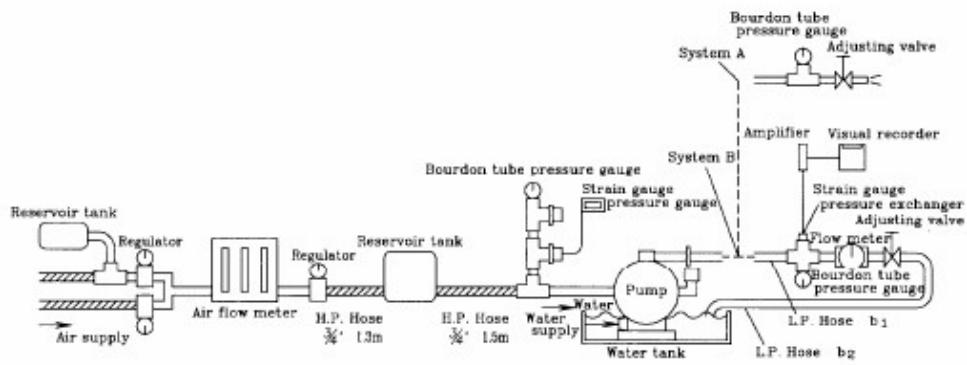 Bourdon tube
pressure gauge
Adjusting valve
System A
Amplifier
Visual recorder
System B
Bourdon tube pressure gauge
Strain gauge
pressure gauge
Strain gauge
pressure exchanger
Adjusting valve
Reservoir tank
Regulator
Reservoir tank
Regulator
Flow meter
Bourdon tube
pressure gauge
Pump
Water
Air flow meter
H.P. Hose
¾" 1.3m
H.P. Hose
¾" 1.5m
Water
supply
Air supply
Water tank
L.P. Hose b1
L.P. Hose b2